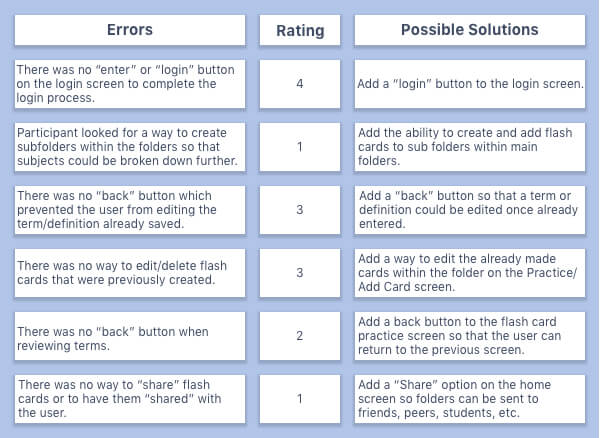 Errors
Rating
Possible Solutions
There was no “enter” or “login” button
on the login screen to complete the
login process.
4
Add a “login” button to the login screen.
Participant looked for a way to create
subfolders within the folders so that
subjects could be broken down further.
1
Add the ability to create and add flash
cards to sub folders within main
folders.
There was no “back” button which
prevented the user from editing the
term/definition already saved.
3
Add a “back” button so that a term or
definition could be edited once already
entered.
There was no way to edit/delete flash
cards that were previously created.
3
Add a way to edit the already made
cards within the folder on the Practice/
Add Card screen.
There was no “back” button when
reviewing terms.
2
Add a back button to the flash card
practice screen so that the user can
return to the previous screen.
There was no way to “share” flash
cards or to have them “shared” with
the user.
1
Add a “Share” option on the home
screen so folders can be sent to
friends, peers, students, etc.